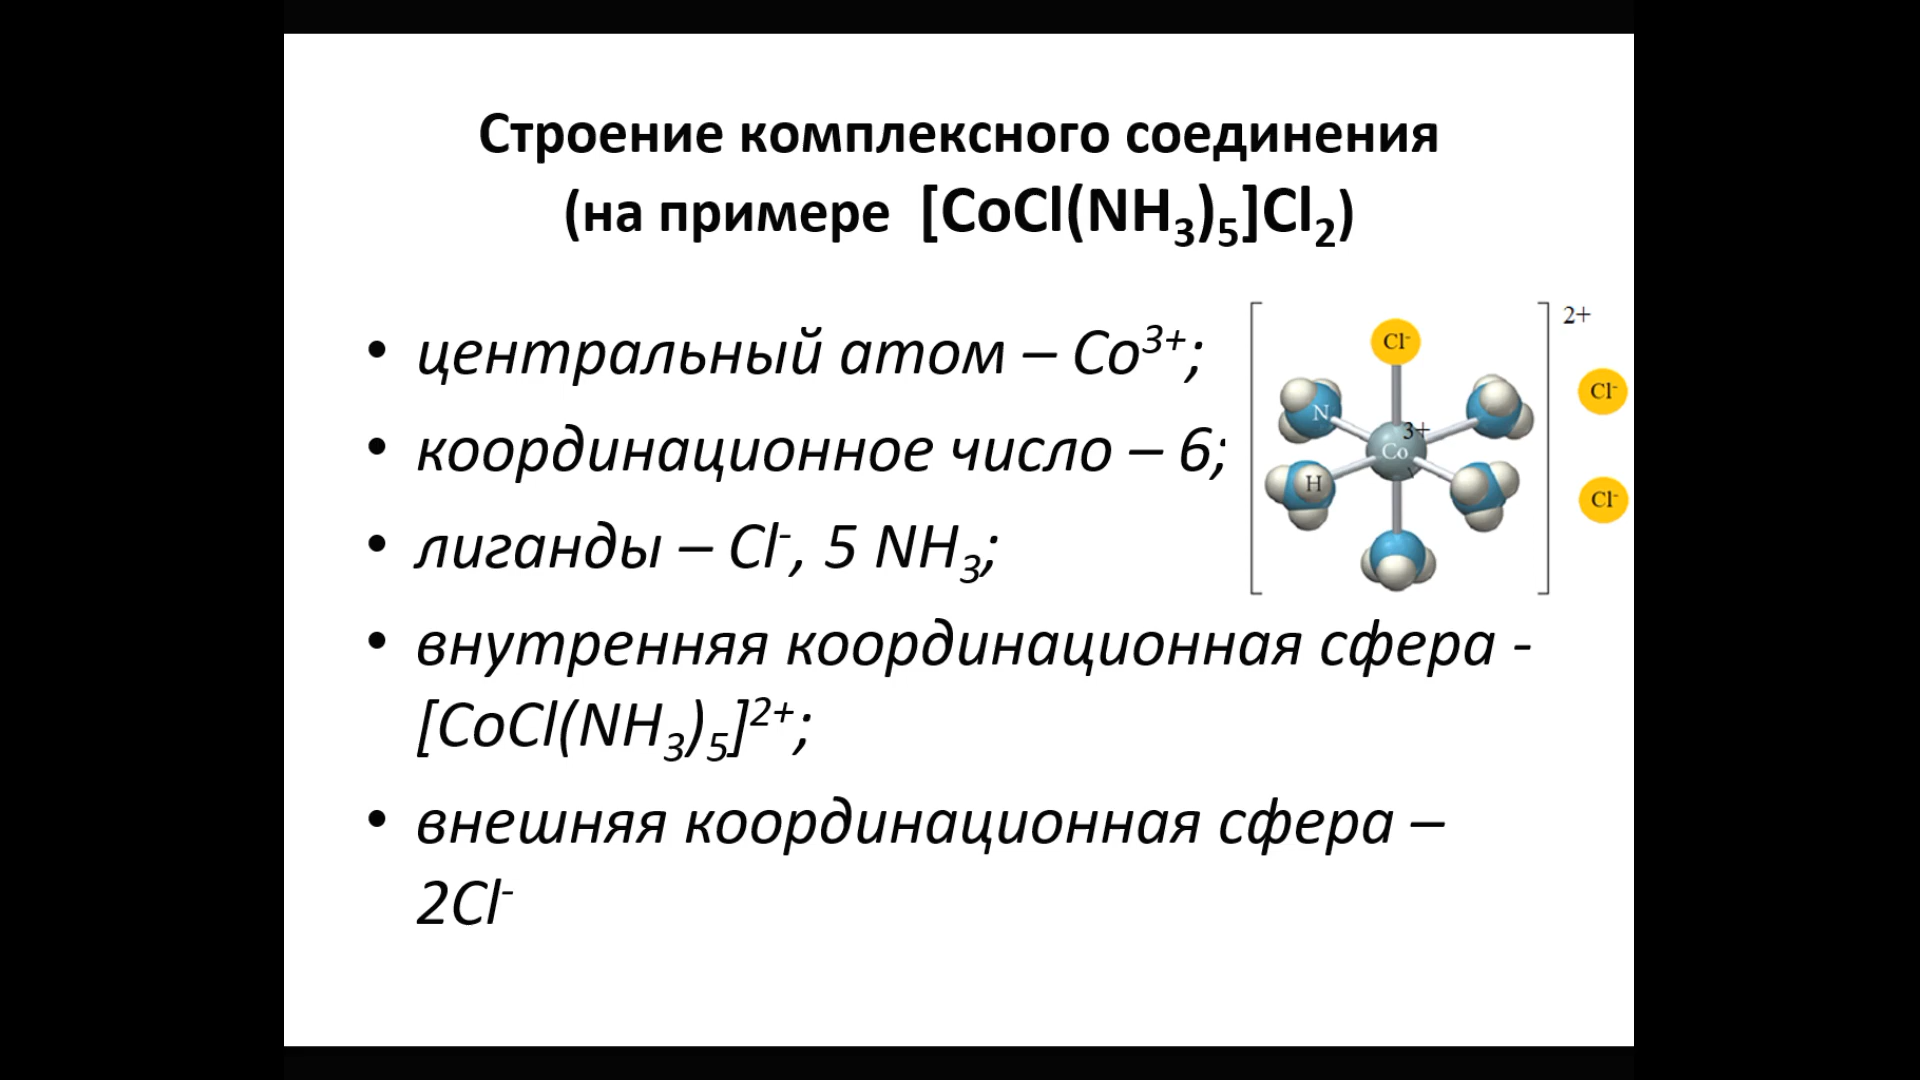 Строение комплексного соединения
(на примере [CoCl(NH₃)₅]Cl₂)
• центральный атом – Co³⁺;
• координационное число – 6;
• лиганды – Cl⁻, 5 NH₃;
• внутренняя координационная сфера -
[CoCl(NH₃)₅]²⁺;
• внешняя координационная сфера –
2Cl⁻
2+
Cl⁻
Cl⁻
N
3+
Co
H
Cl⁻